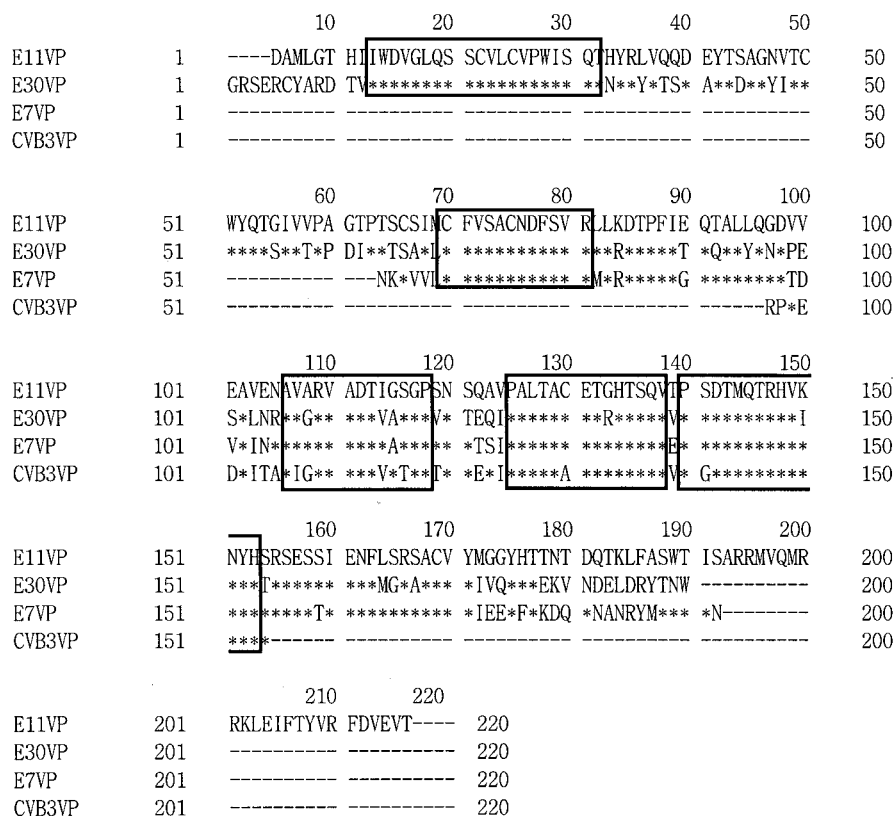 10 20 30 40 50
E11VP 1 ----DAMLGT HIIWDVGLQS SCVLCVPWIS QTHYRLVQQD EYTSAGNVTC 50
E30VP 1 GRSERCYARD TV******** ********** **N**Y*TS* A**D**YI** 50
E7VP 1 ---------- ---------- ---------- ---------- ---------- 50
CVB3VP 1 ---------- ---------- ---------- ---------- ---------- 50
60 70 80 90 100
E11VP 51 WYQTGIVVPA GTPTSCSIMC FVSACNDFSV RLLKDTPFIE QTALLQGDVV 100
E30VP 51 ****S**T*P DI**TSA*L* ********** ***R*****T *Q**Y*N*PE 100
E7VP 51 ---------- ----NK*VVL* ********** *M*R*****G ********TD 100
CVB3VP 51 ---------- ---------- ---------- ---------- ------RP*E 100
110 120 130 140 150
E11VP 101 EAVENAVARV ADTIGSGPSN SQAVPALTAC ETGHTSQVTP SDTMQTRHVK 150
E30VP 101 S*LNR**G** ****VA**V* TEQI****** ***R****V* *********I 150
E7VP 101 V*IN****** *****A**** *TSI****** ********E* ********** 150
CVB3VP 101 D*ITA*IG** ****V*T**T* **E*I****A ********V* *G******** 150
160 170 180 190 200
E11VP 151 NYHSRSESSI ENFLSRSACV YMGGYHTTNT DQTKLFASWT ISARRMVQMR 200
E30VP 151 ***T****** ****MG*A** **IVQ***EKV NDELDRYTNW ---------- 200
E7VP 151 ********T* ********** **IEE*F*KDQ *NANRYM*** *N-------- 200
CVB3VP 151 ****------ ---------- ---------- ---------- ---------- 200
210 220
E11VP 201 RKLEIFTYVR FDVEVT---- 220
E30VP 201 ---------- ---------- 220
E7VP 201 ---------- ---------- 220
CVB3VP 201 ---------- ---------- 220